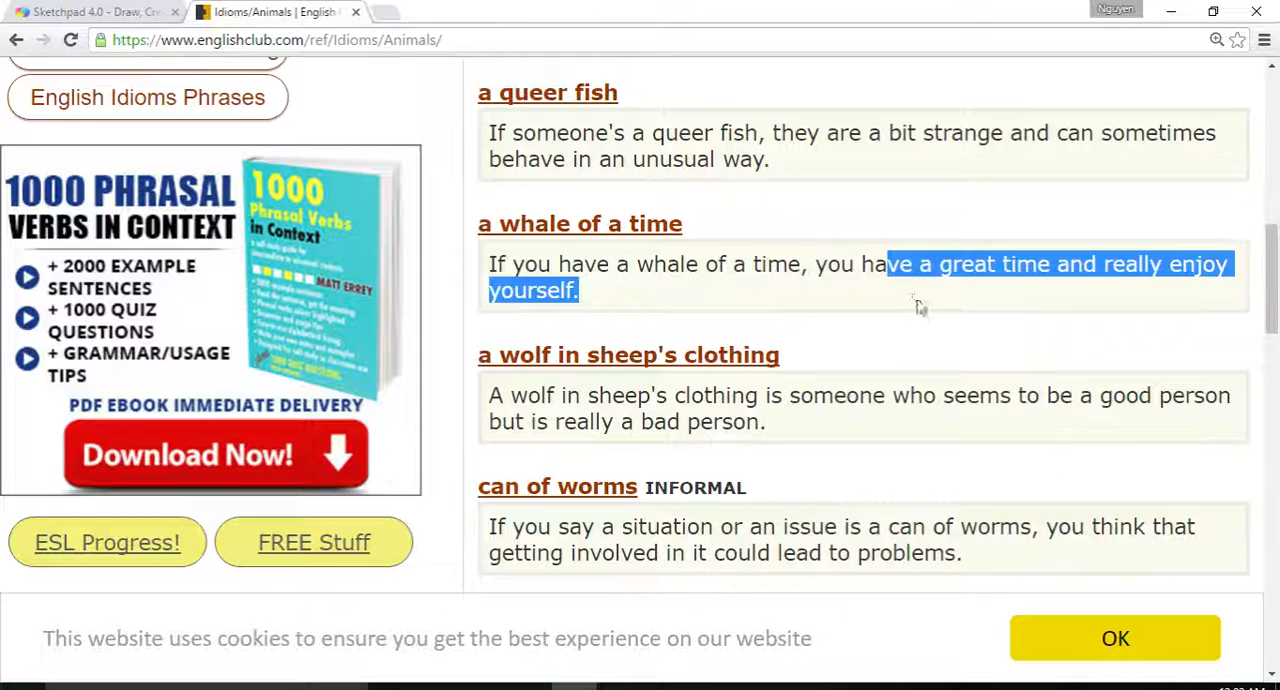 Sketchpad 4.0 - Draw, Cre
Idioms/Animals | English
Nguyen
https://www.englishclub.com/ref/Idioms/Animals/
English Idioms Phrases
1000 PHRASAL
VERBS IN CONTEXT
+ 2000 EXAMPLE
SENTENCES
+ 1000 QUIZ
QUESTIONS
+ GRAMMAR/USAGE
TIPS
1000
Phrasal Verbs
in Context
MATT ERREY
PDF EBOOK IMMEDIATE DELIVERY
Download Now!
ESL Progress!
FREE Stuff
a queer fish
If someone's a queer fish, they are a bit strange and can sometimes
behave in an unusual way.
a whale of a time
If you have a whale of a time, you have a great time and really enjoy
yourself.
a wolf in sheep's clothing
A wolf in sheep's clothing is someone who seems to be a good person
but is really a bad person.
can of worms INFORMAL
If you say a situation or an issue is a can of worms, you think that
getting involved in it could lead to problems.
This website uses cookies to ensure you get the best experience on our website
OK